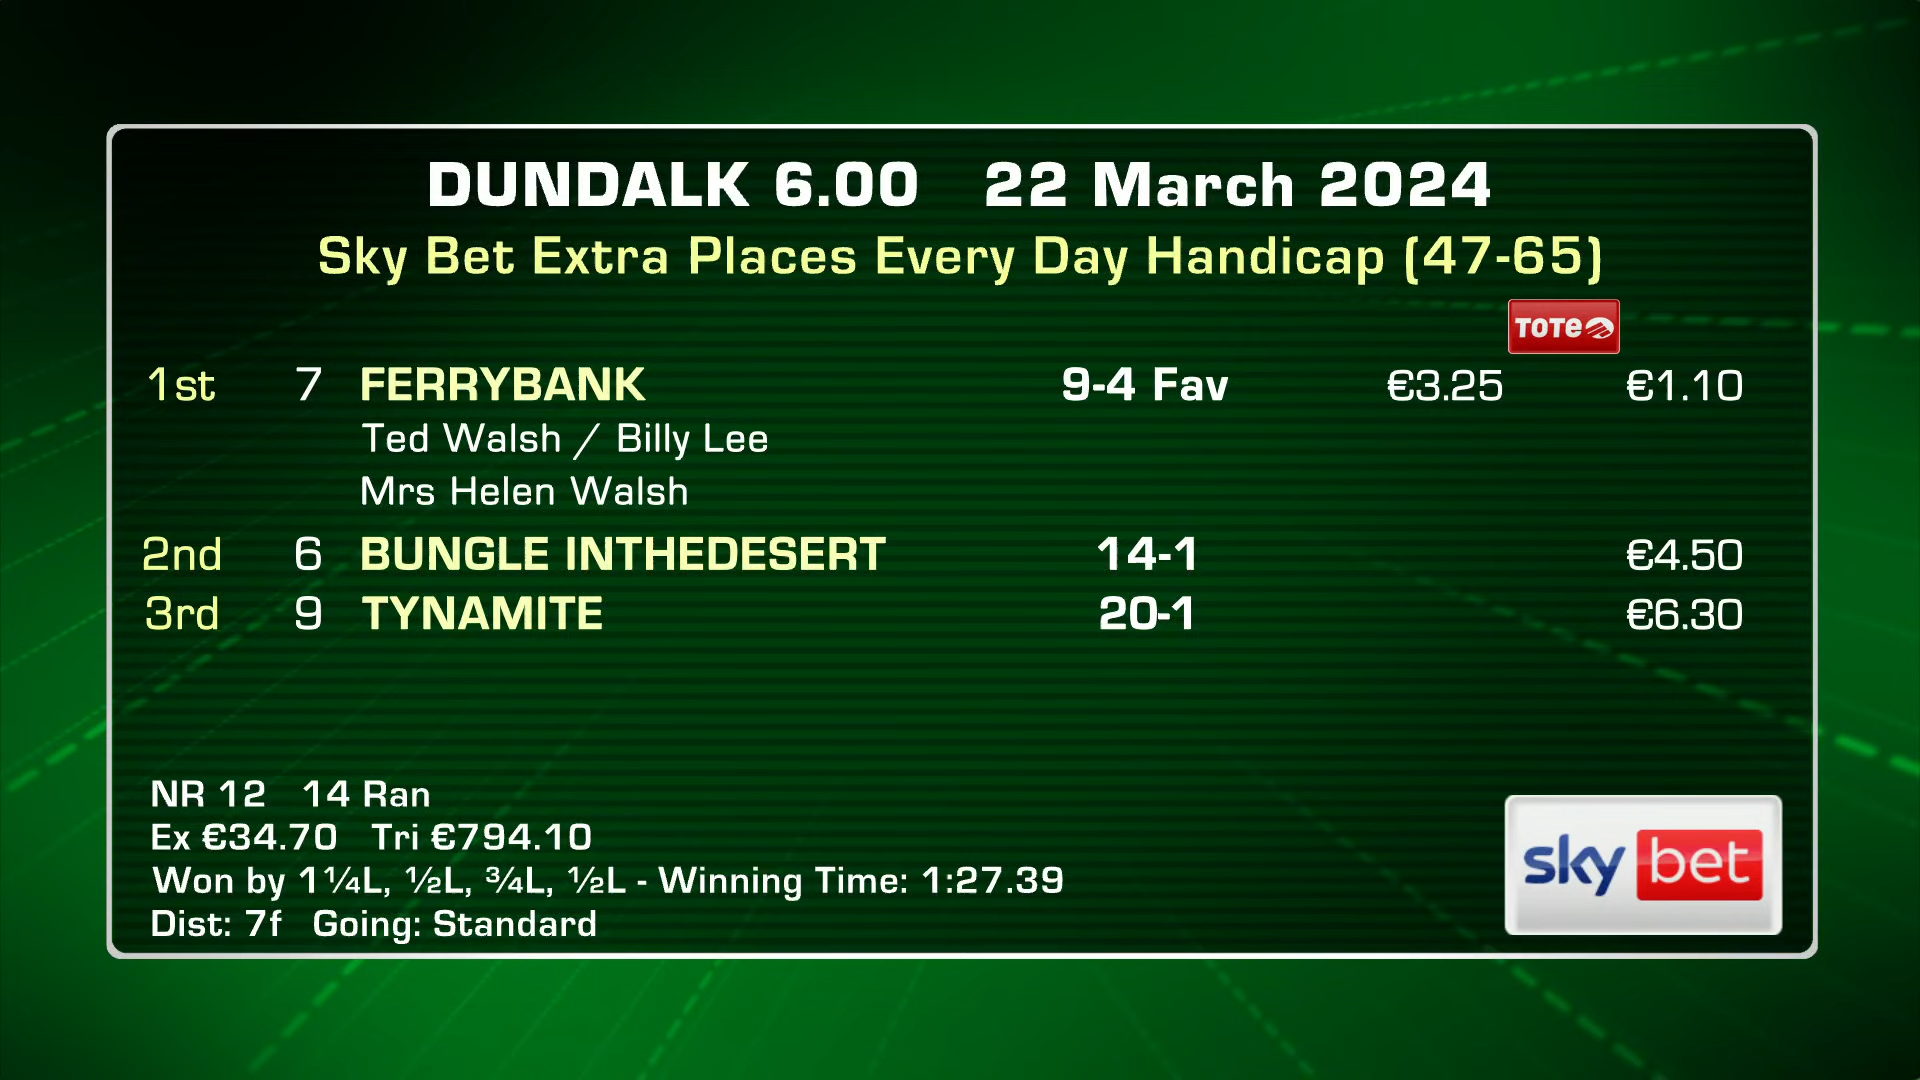 DUNDALK 6.00 22 March 2024
Sky Bet Extra Places Every Day Handicap (47-65)
TOTE
1st 7 FERRYBANK 9-4 Fav €3.25 €1.10
Ted Walsh / Billy Lee
Mrs Helen Walsh
2nd 6 BUNGLE INTHEDESERT 14-1 €4.50
3rd 9 TYNAMITE 20-1 €6.30
NR 12 14 Ran
Ex €34.70 Tri €794.10
Won by 1¼L, ½L, ¾L, ½L - Winning Time: 1:27.39
Dist: 7f Going: Standard
sky bet